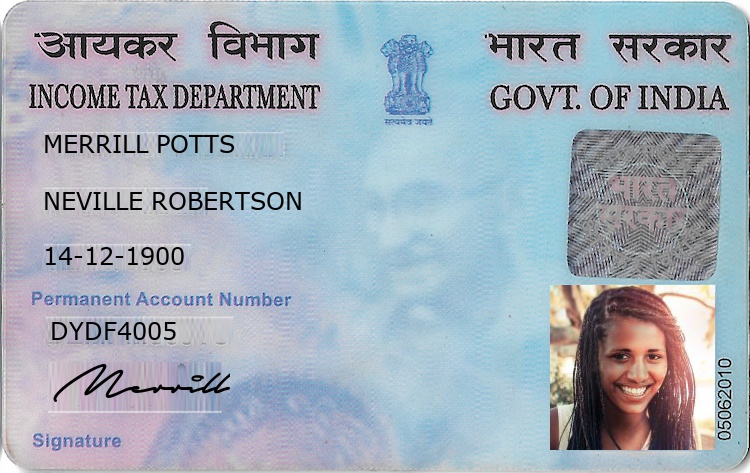 आयकर विभाग
भारत सरकार
INCOME TAX DEPARTMENT
GOVT. OF INDIA
सत्यमेव जयते
MERRILL POTTS
NEVILLE ROBERTSON
14-12-1900
भारत
सरकार
Permanent Account Number
DYDF4005
Merrill
Signature
05062010